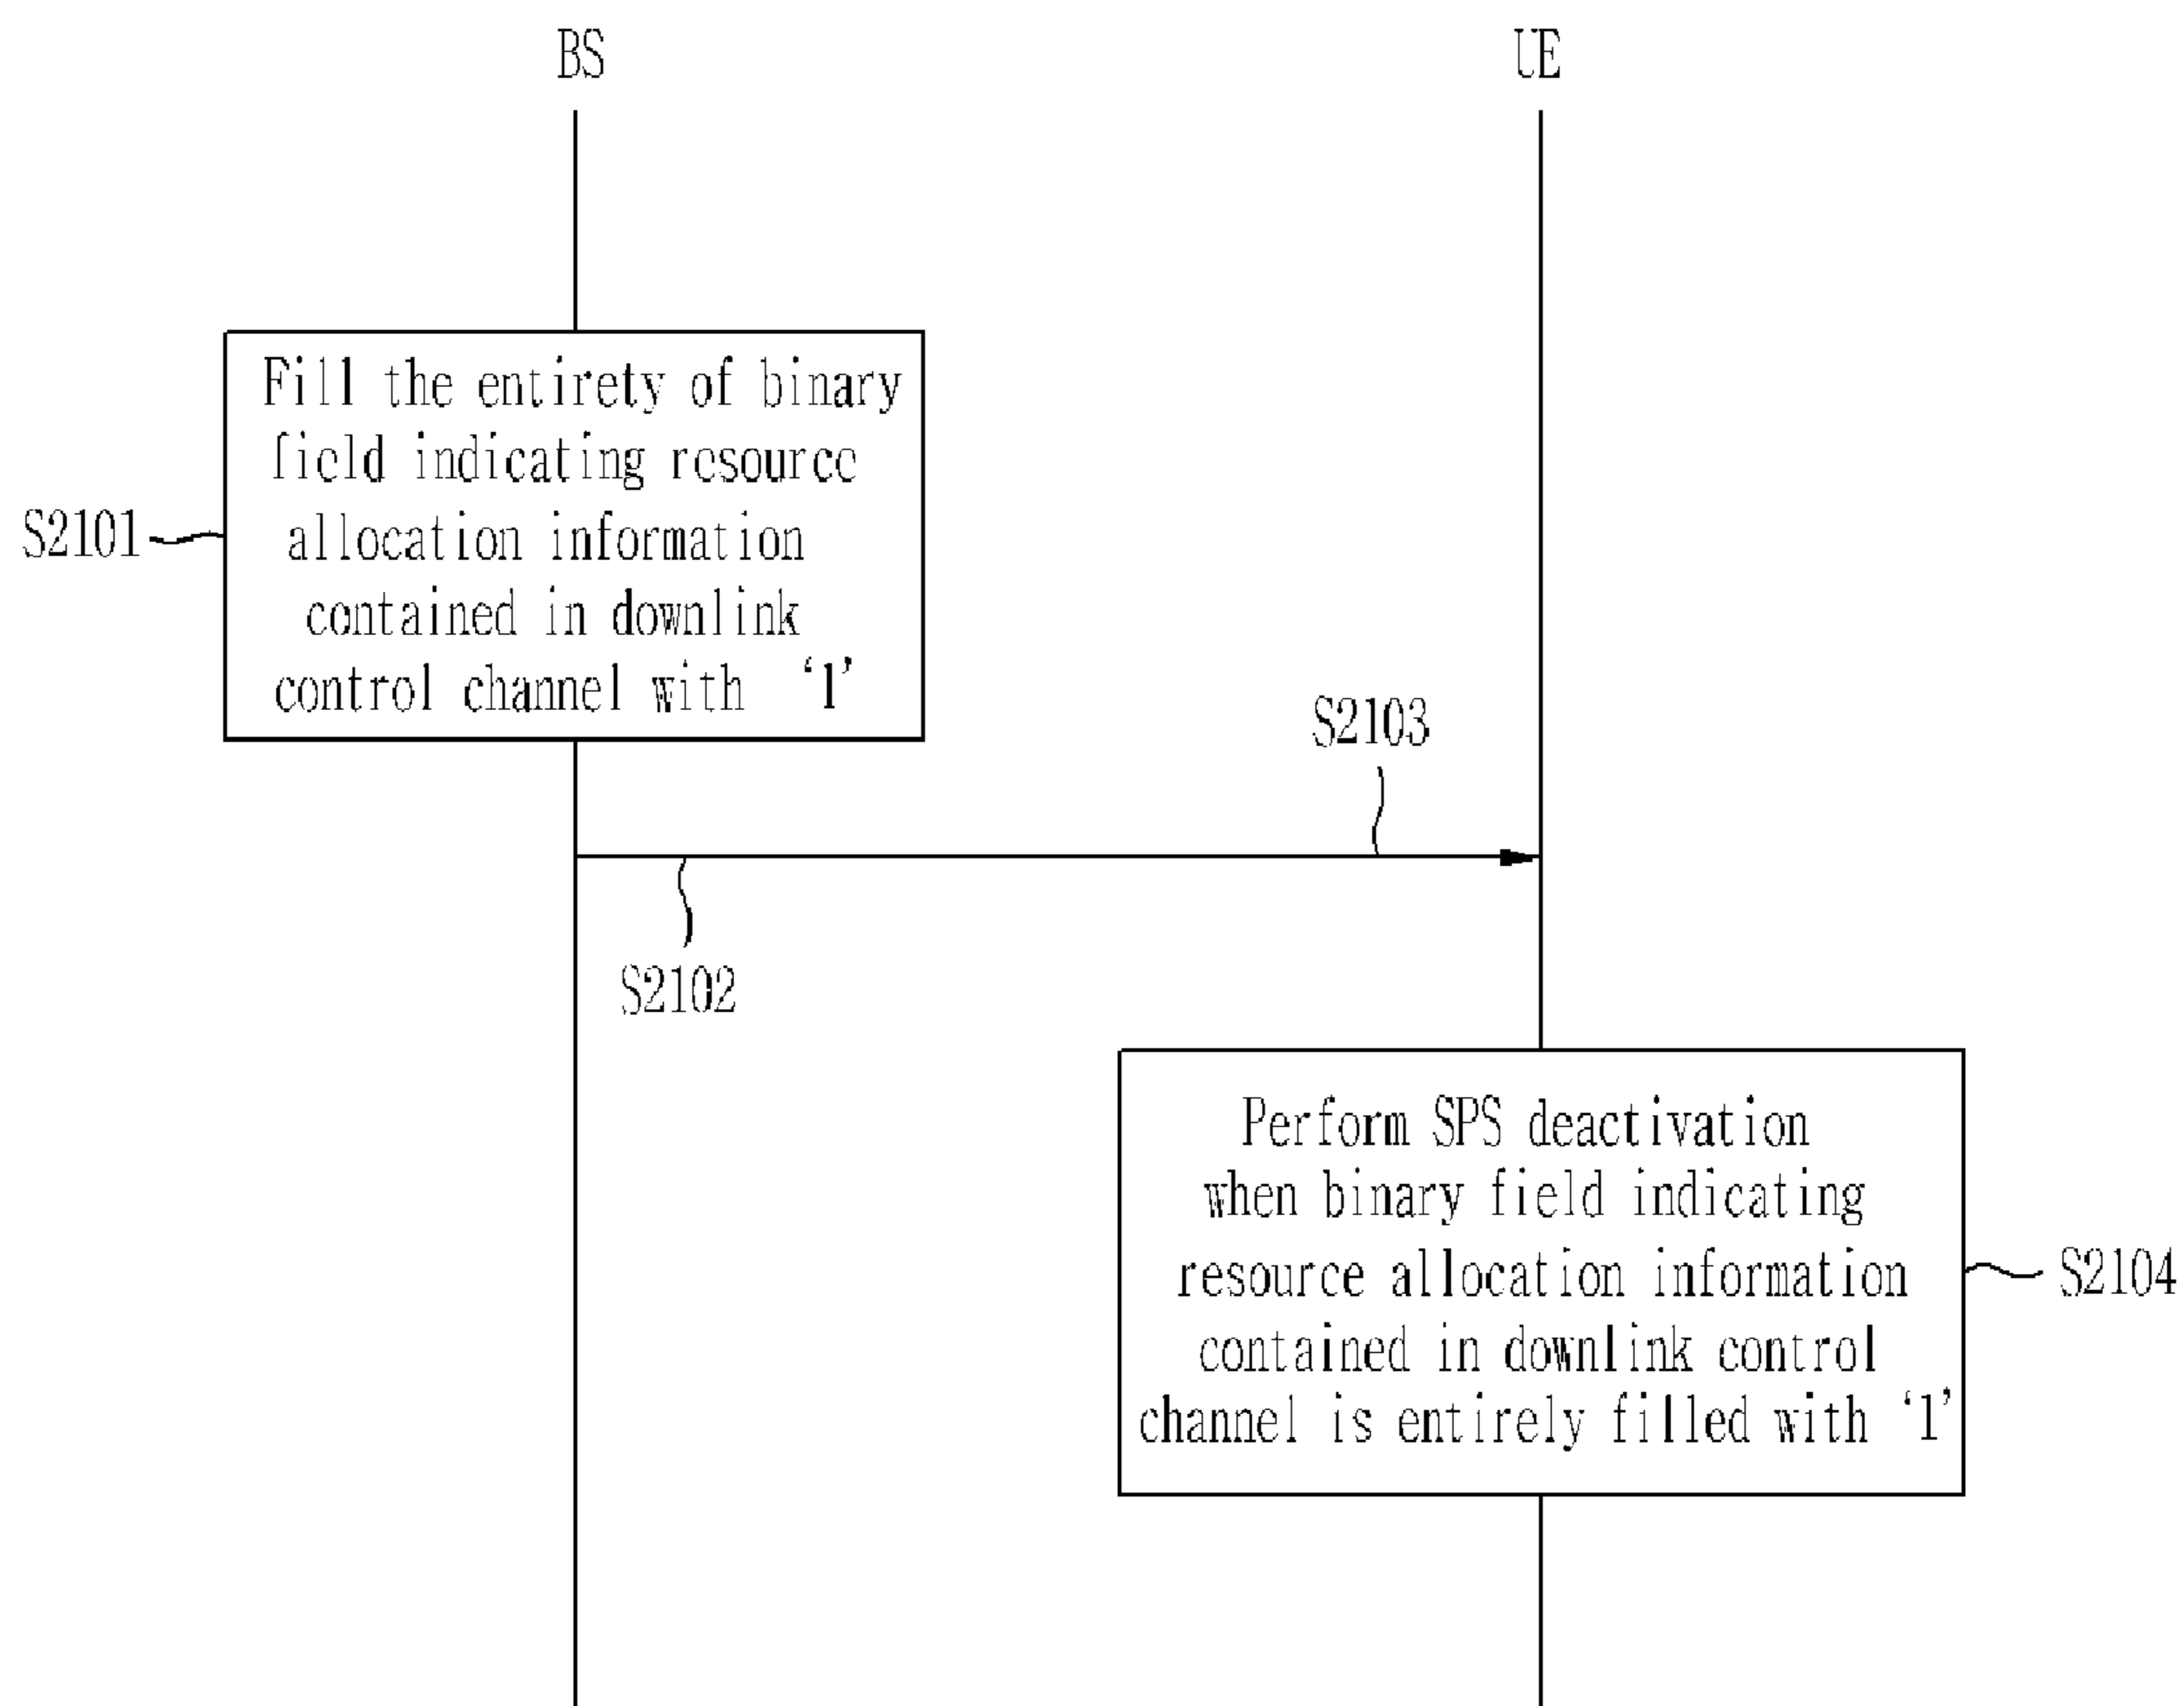 BS
UE
Fill the entirety of binary
field indicating resource
allocation information
contained in downlink
control channel with ‘1’
S2101
S2103
S2102
Perform SPS deactivation
when binary field indicating
resource allocation information
contained in downlink control
channel is entirely filled with ‘1’
S2104